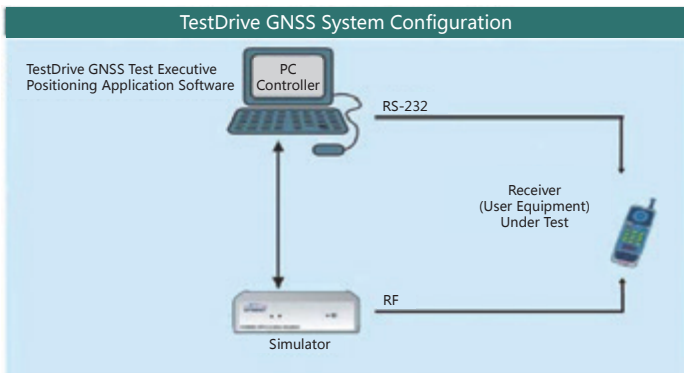 TestDrive GNSS System Configuration
TestDrive GNSS Test Executive
Positioning Application Software
PC
Controller
RS-232
Receiver
(User Equipment)
Under Test
RF
Simulator